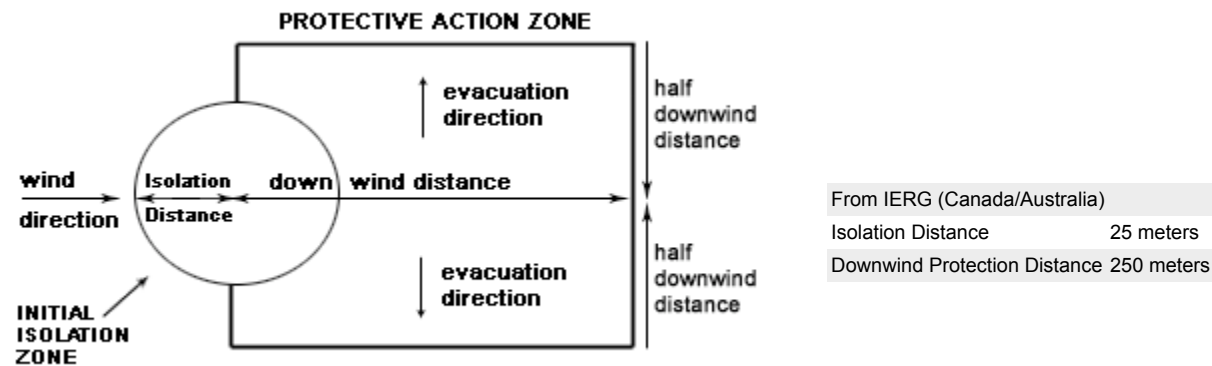 PROTECTIVE ACTION ZONE
evacuation
direction
half
downwind
distance
wind
direction
Isolation
Distance
down wind distance
evacuation
direction
half
downwind
distance
INITIAL
ISOLATION
ZONE
From IERG (Canada/Australia)
Isolation Distance 25 meters
Downwind Protection Distance 250 meters